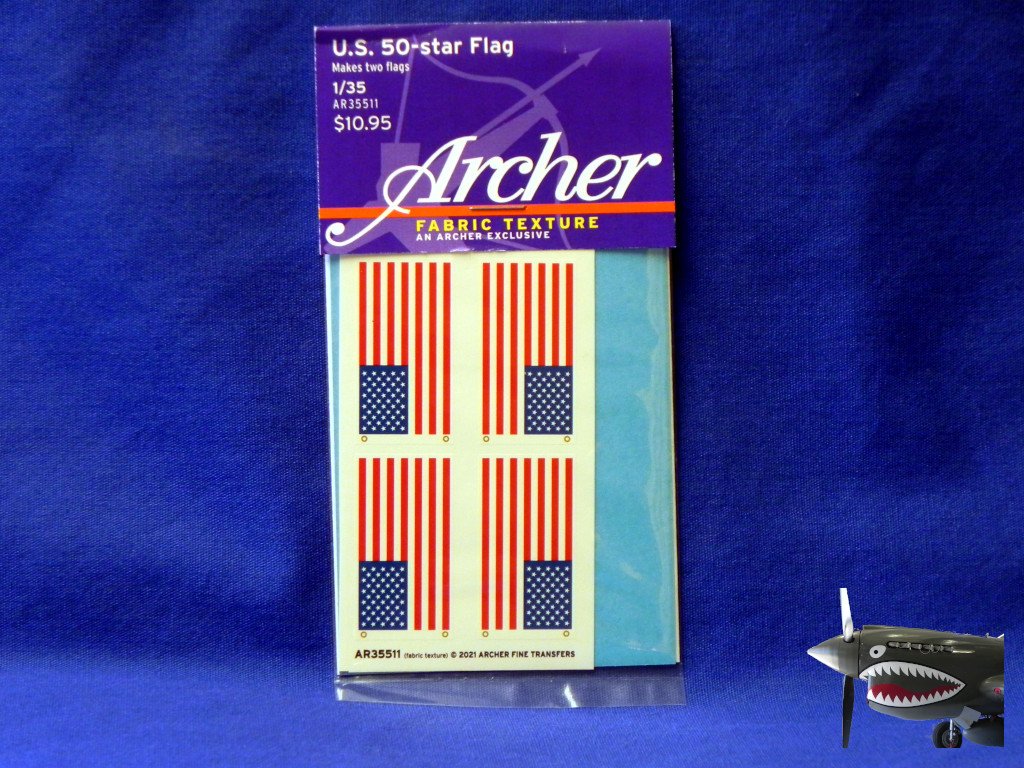 U.S. 50-star Flag
Makes two flags
1/35
AR35511
$10.95
Archer
FABRIC TEXTURE
AN ARCHER EXCLUSIVE
AR35511 (fabric texture) © 2021 ARCHER FINE TRANSFERS